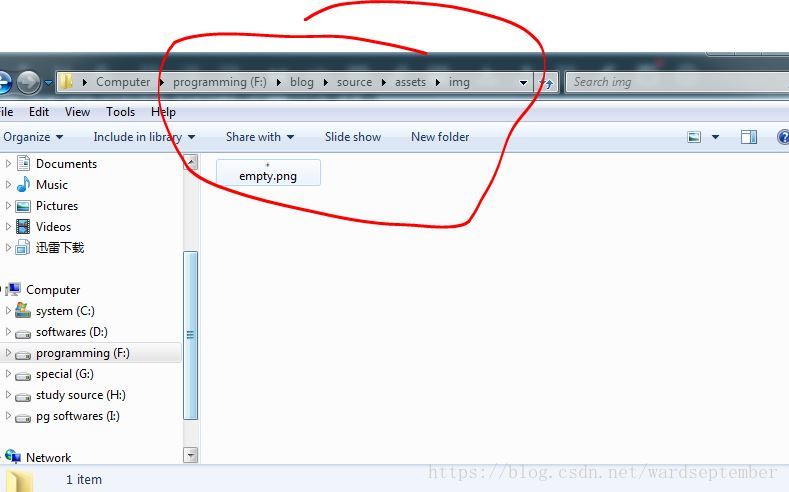 Computer programming (F:) blog source assets img Search img
File Edit View Tools Help
Organize Include in library Share with Slide show New folder
Documents
Music
Pictures
Videos
迅雷下载
empty.png
Computer
system (C:)
softwares (D:)
programming (F:)
special (G:)
study source (H:)
pg softwares (I:)
Network
1 item
https://blog.csdn.net/wardseptember